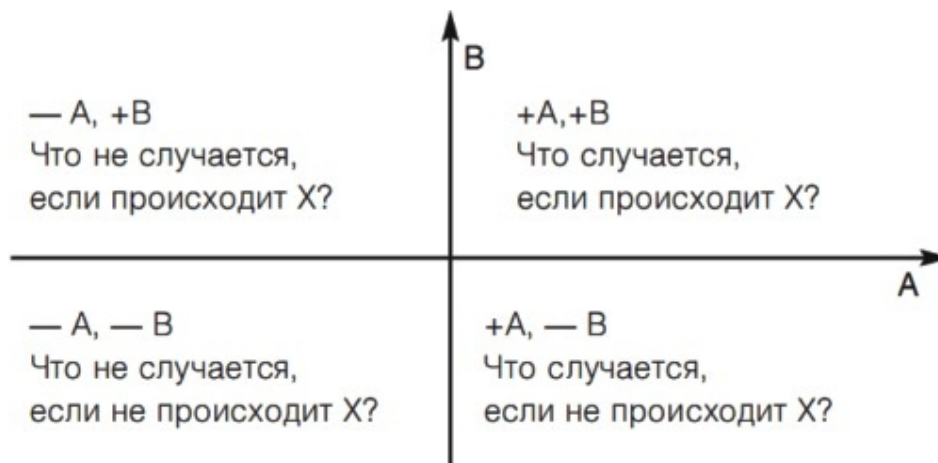 B
— A, +B
Что не случается,
если происходит X?
+A,+B
Что случается,
если происходит X?
A
— A, — B
Что не случается,
если не происходит X?
+A, — B
Что случается,
если не происходит X?